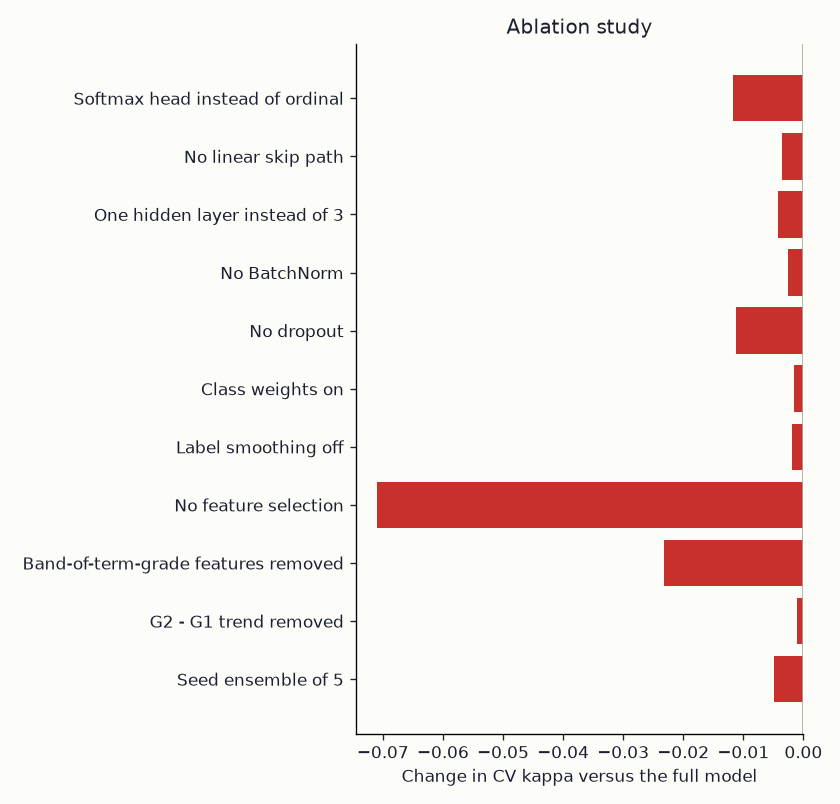 Ablation study
Softmax head instead of ordinal
No linear skip path
One hidden layer instead of 3
No BatchNorm
No dropout
Class weights on
Label smoothing off
No feature selection
Band-of-term-grade features removed
G2 - G1 trend removed
Seed ensemble of 5
−0.07 −0.06 −0.05 −0.04 −0.03 −0.02 −0.01 0.00
Change in CV kappa versus the full model